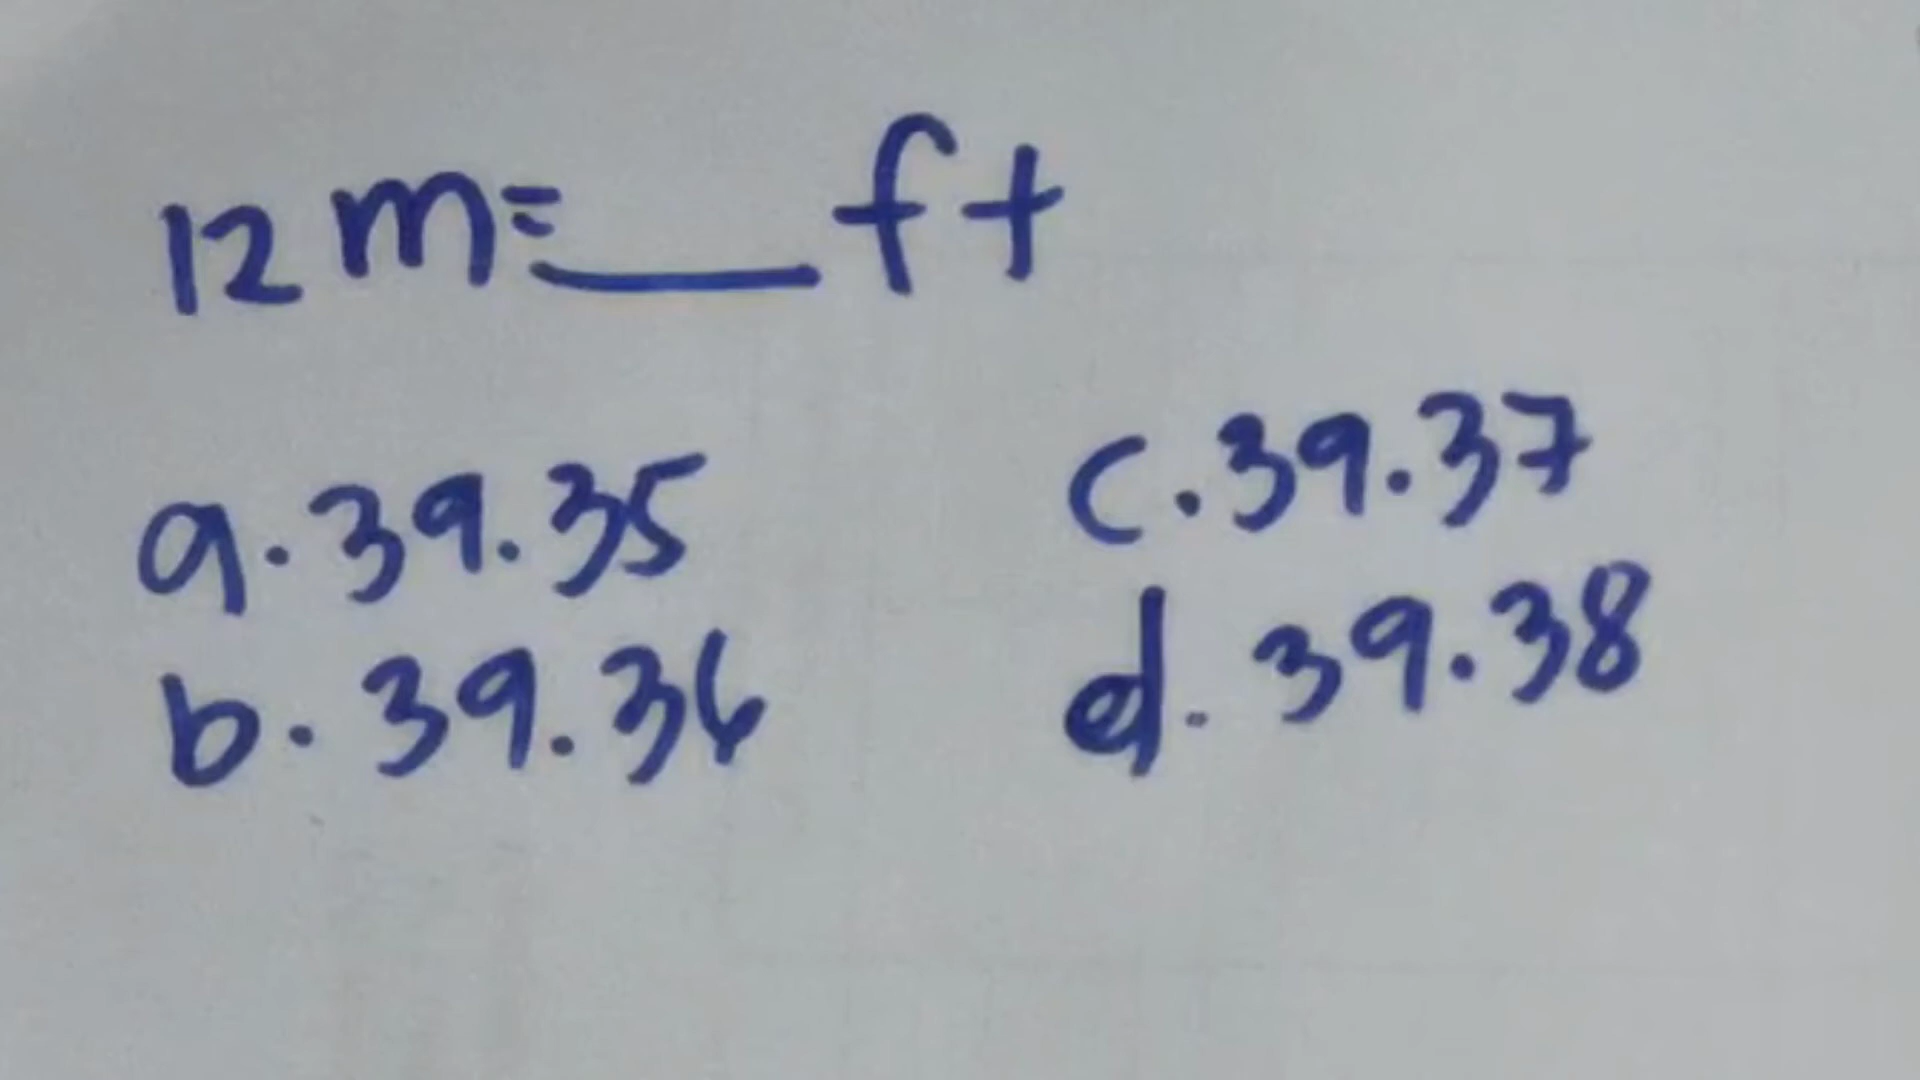 12 m = ___ ft
a. 39.35
b. 39.36
c. 39.37
d. 39.38